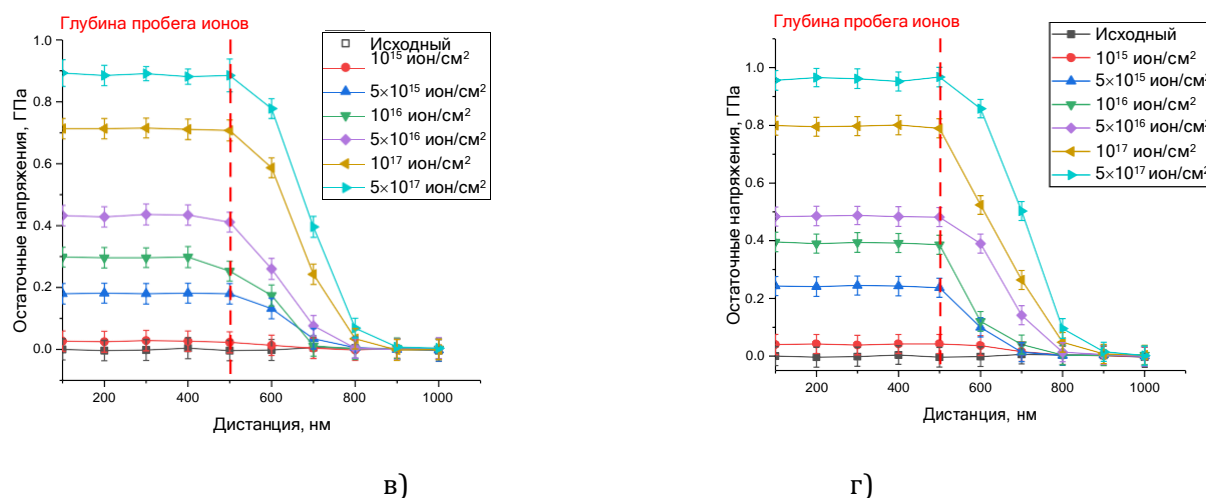 Глубина пробега ионов
1.0
0.8
0.6
0.4
0.2
0.0
Остаточные напряжения, ГПа
200 400 600 800 1000
Дистанция, нм
Исходный
10¹⁵ ион/см²
5×10¹⁵ ион/см²
10¹⁶ ион/см²
5×10¹⁶ ион/см²
10¹⁷ ион/см²
5×10¹⁷ ион/см²
в)
Глубина пробега ионов
1.0
0.8
0.6
0.4
0.2
0.0
Остаточные напряжения, ГПа
200 400 600 800 1000
Дистанция, нм
Исходный
10¹⁵ ион/см²
5×10¹⁵ ион/см²
10¹⁶ ион/см²
5×10¹⁶ ион/см²
10¹⁷ ион/см²
5×10¹⁷ ион/см²
г)